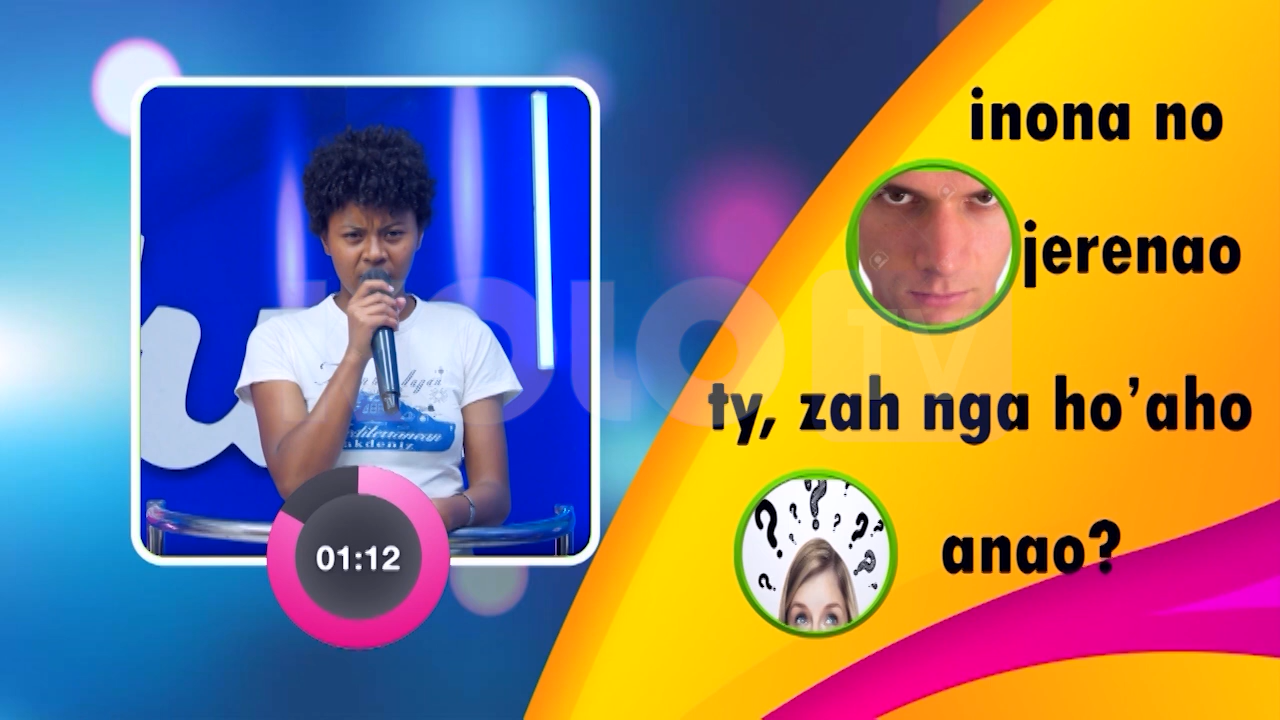 inona no
jerenao
ty, zah nga ho'aho
anao?
01:12